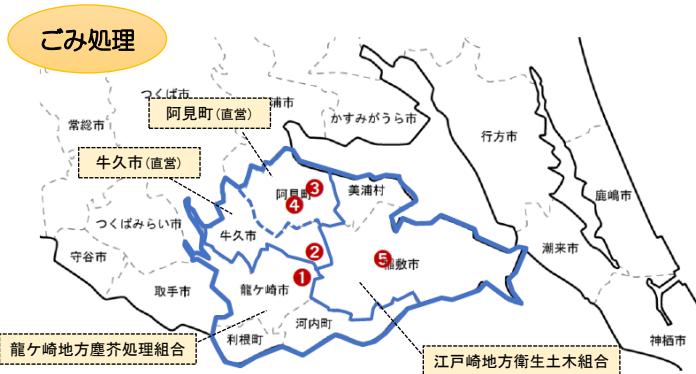 ごみ処理
つくば市
浦市
阿見町(直営)
かすみがうら市
常総市
行方市
牛久市(直営)
阿見町
❸
❹
美浦村
鹿嶋市
つくばみらい市
牛久市
潮来市
守谷市
❷
❺
稲敷市
❶
取手市
龍ケ崎市
河内町
利根町
神栖市
龍ケ崎地方塵芥処理組合
江戸崎地方衛生土木組合